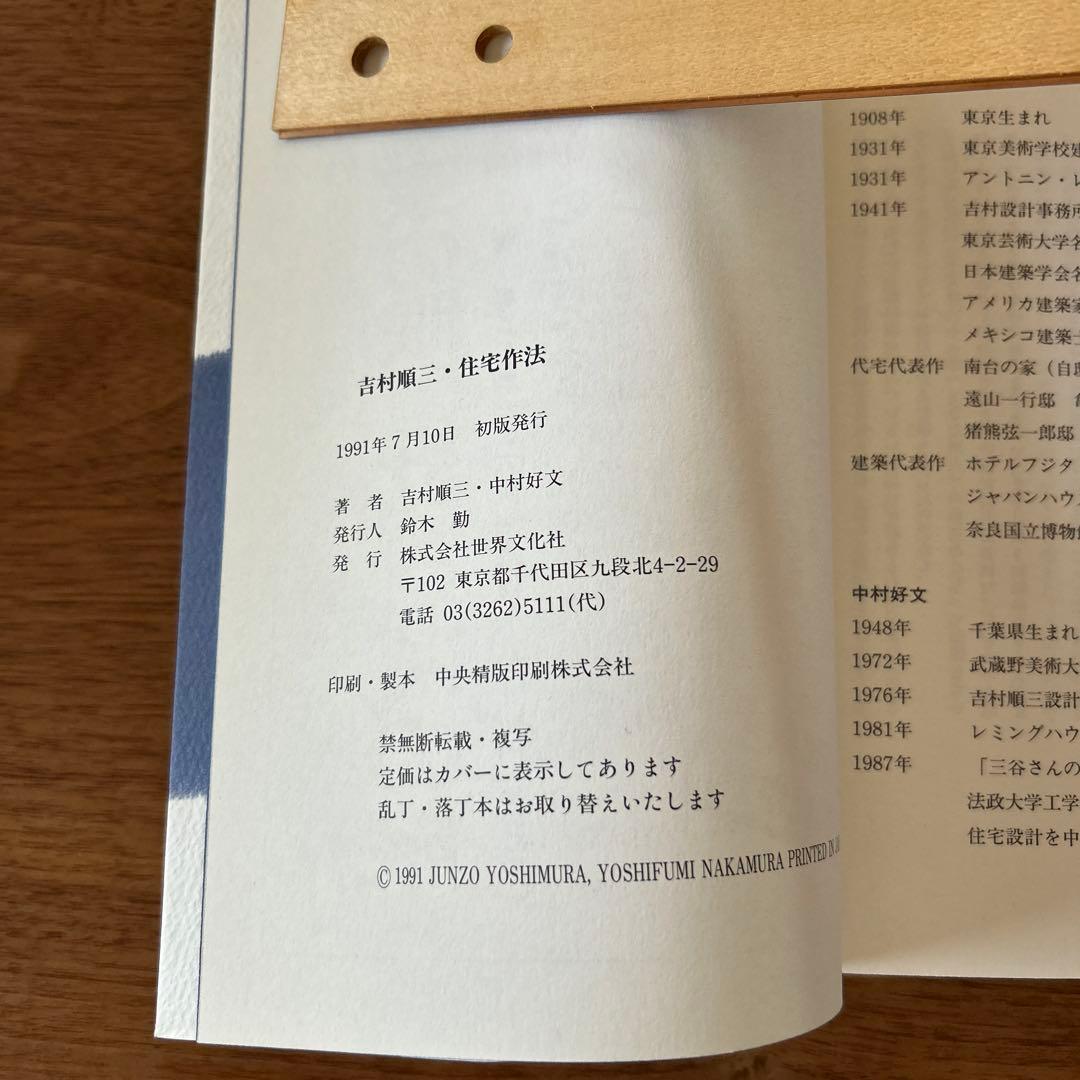 吉村順三・住宅作法
1991年7月10日　初版発行
著　者　吉村順三・中村好文
発行人　鈴木　勤
発　行　株式会社世界文化社
〒102 東京都千代田区九段北4-2-29
電話 03(3262)5111(代)
印刷・製本　中央精版印刷株式会社
禁無断転載・複写
定価はカバーに表示してあります
乱丁・落丁本はお取り替えいたします
©1991 JUNZO YOSHIMURA, YOSHIFUMI NAKAMURA PRINTED IN
1908年　東京生まれ
1931年　東京美術学校
1931年　アントニン・
1941年　吉村設計事務所
東京芸術大学名
日本建築学会名
アメリカ建築家
メキシコ建築士
代宅代表作　南台の家（自邸
遠山一行邸
猪熊弦一郎邸
建築代表作　ホテルフジタ
ジャパンハウ
奈良国立博物館
中村好文
1948年　千葉県生まれ
1972年　武蔵野美術大
1976年　吉村順三設計
1981年　レミングハウ
1987年　「三谷さんの
法政大学工学
住宅設計を中